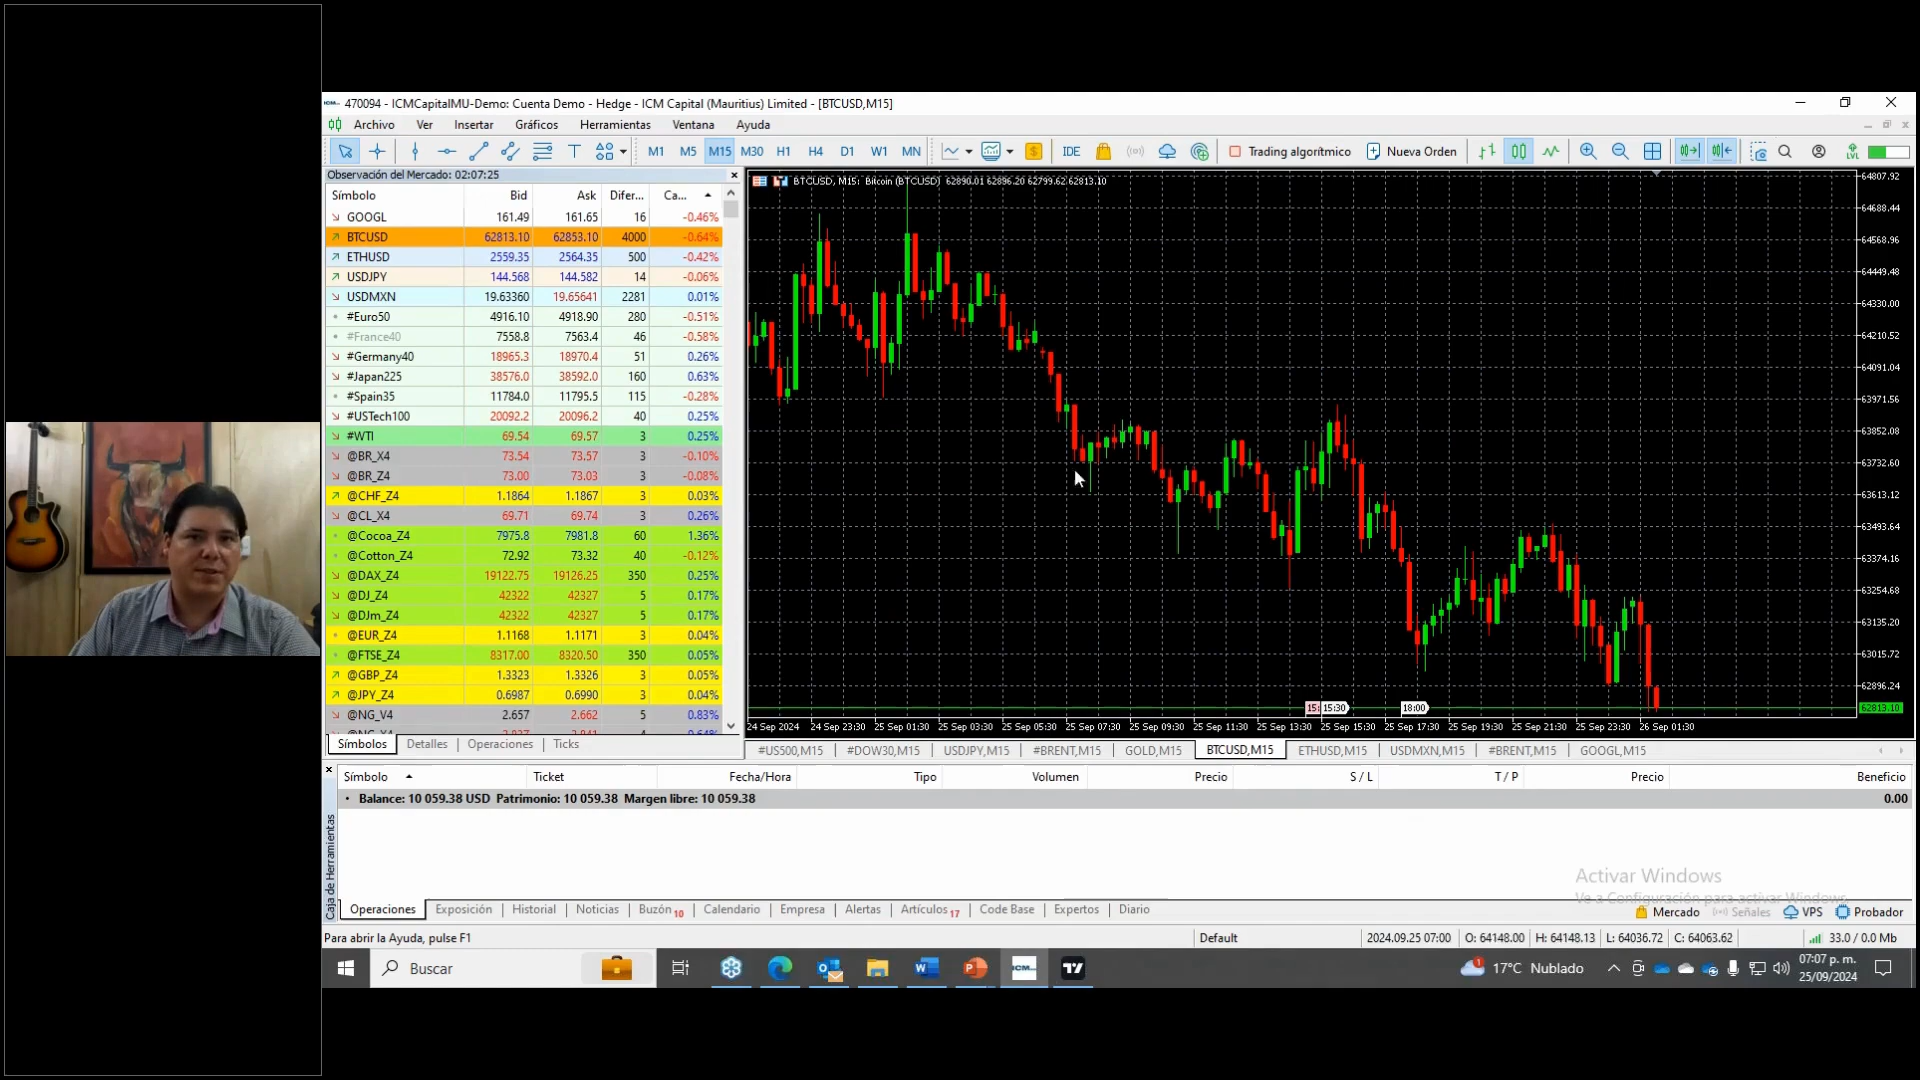 470094 - ICMCapitalMU-Demo: Cuenta Demo - Hedge - ICM Capital (Mauritius) Limited - [BTCUSD,M15]
Archivo Ver Insertar Gráficos Herramientas Ventana Ayuda
M1 M5 M15 M30 H1 H4 D1 W1 MN IDE Trading algorítmico Nueva Orden
Observación del Mercado: 02:07:25
Símbolo Bid Ask Difer... Ca...
GOOGL 161.49 161.65 16 -0.46%
BTCUSD 62813.10 62853.10 4000 -0.64%
ETHUSD 2559.35 2564.35 500 -0.42%
USDJPY 144.568 144.582 14 -0.06%
USDMXN 19.63360 19.65641 2281 0.01%
#Euro50 4916.10 4918.90 280 -0.51%
#France40 7558.8 7563.4 46 -0.58%
#Germany40 18965.3 18970.4 51 0.26%
#Japan225 38576.0 38592.0 160 0.63%
#Spain35 11784.0 11795.5 115 -0.28%
#USTech100 20092.2 20096.2 40 0.25%
#WTI 69.54 69.57 3 0.25%
@BR_X4 73.54 73.57 3 -0.10%
@BR_Z4 73.00 73.03 3 -0.08%
@CHF_Z4 1.1864 1.1867 3 0.03%
@CL_X4 69.71 69.74 3 0.26%
@Cocoa_Z4 7975.8 7981.8 60 1.36%
@Cotton_Z4 72.92 73.32 40 -0.12%
@DAX_Z4 19122.75 19126.25 350 0.25%
@DJ_Z4 42322 42327 5 0.17%
@DJm_Z4 42322 42327 5 0.17%
@EUR_Z4 1.1168 1.1171 3 0.04%
@FTSE_Z4 8317.00 8320.50 350 0.05%
@GBP_Z4 1.3323 1.3326 3 0.05%
@JPY_Z4 0.6987 0.6990 3 0.04%
@NG_V4 2.657 2.662 5 0.83%
Símbolos Detalles Operaciones Ticks
BTCUSD, M15: Bitcoin (BTCUSD) 62890.01 62896.20 62799.62 62813.10
64807.92
64688.44
64568.96
64449.48
64330.00
64210.52
64091.04
63971.56
63852.08
63732.60
63613.12
63493.64
63374.16
63254.68
63135.20
63015.72
62896.24
62813.10
15: 15:30 18:00
24 Sep 2024 24 Sep 23:30 25 Sep 01:30 25 Sep 03:30 25 Sep 05:30 25 Sep 07:30 25 Sep 09:30 25 Sep 11:30 25 Sep 13:30 25 Sep 15:30 25 Sep 17:30 25 Sep 19:30 25 Sep 21:30 25 Sep 23:30 26 Sep 01:30
#US500,M15 #DOW30,M15 USDJPY,M15 #BRENT,M15 GOLD,M15 BTCUSD,M15 ETHUSD,M15 USDMXN,M15 #BRENT,M15 GOOGL,M15
Símbolo Ticket Fecha/Hora Tipo Volumen Precio S / L T / P Precio Beneficio
Balance: 10 059.38 USD Patrimonio: 10 059.38 Margen libre: 10 059.38 0.00
Caja de Herramientas
Activar Windows
Ve a Configuración para activar Windows.
Operaciones Exposición Historial Noticias Buzón 10 Calendario Empresa Alertas Artículos 17 Code Base Expertos Diario
Mercado Señales VPS Probador
Para abrir la Ayuda, pulse F1 Default 2024.09.25 07:00 O: 64148.00 H: 64148.13 L: 64036.72 C: 64063.62 33.0 / 0.0 Mb
Buscar ICM 17°C Nublado 07:07 p. m.
25/09/2024